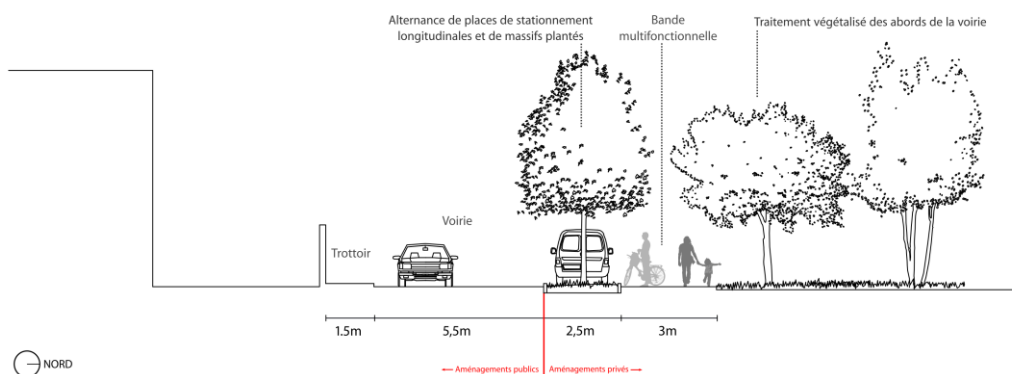 Alternance de places de stationnement
longitudinales et de massifs plantés
Bande
multifonctionnelle
Traitement végétalisé des abords de la voirie
Voirie
Trottoir
1.5m
5,5m
2,5m
3m
NORD
Aménagements publics
Aménagements privés